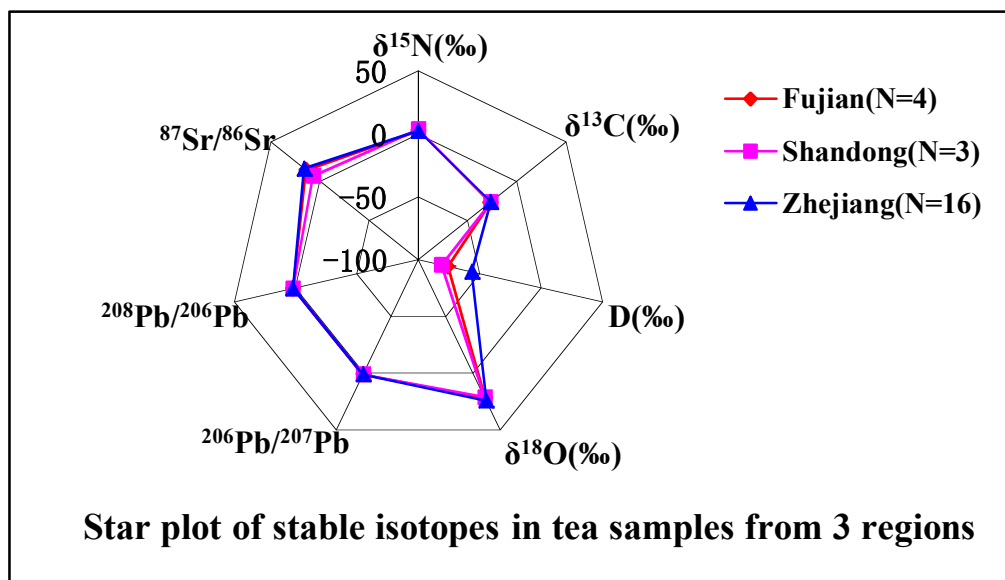 δ¹⁵N(‰)
50
0
−50
−100
δ¹³C(‰)
D(‰)
δ¹⁸O(‰)
²⁰⁶Pb/²⁰⁷Pb
²⁰⁸Pb/²⁰⁶Pb
⁸⁷Sr/⁸⁶Sr
Fujian(N=4)
Shandong(N=3)
Zhejiang(N=16)
Star plot of stable isotopes in tea samples from 3 regions